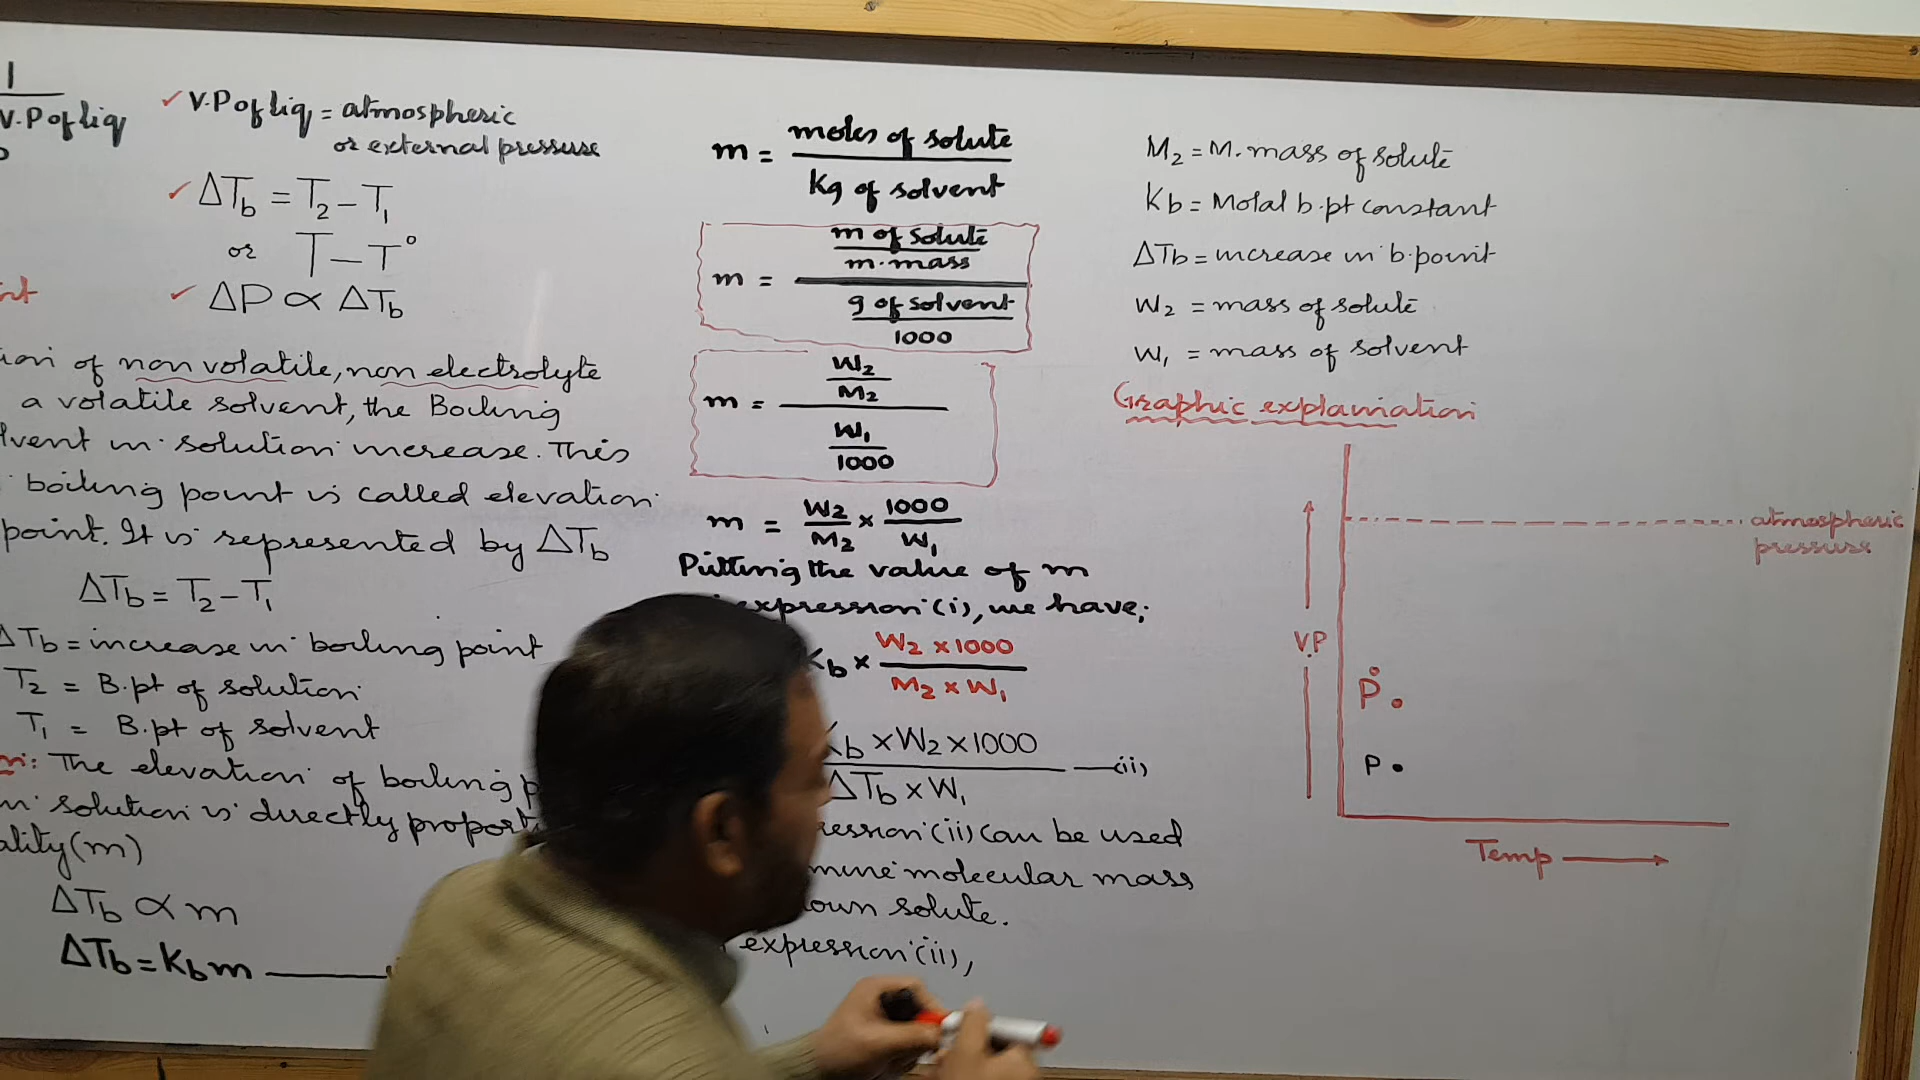 1
V.P of liq
✓ V.P of liq = atmospheric
or external pressure
✓ ΔTb = T2 – T1
or T – T°
✓ ΔP ∝ ΔTb
of non volatile, non electrolyte
a volatile solvent, the Boiling
in solution increase. This
boiling point is called elevation
point. It is represented by ΔTb
ΔTb = T2 – T1
ΔTb = increase in boiling point
T2 = B.pt of solution
T1 = B.pt of solvent
The elevation of boiling
solution is directly
(m)
ΔTb ∝ m
ΔTb = Kbm
m = moles of solute / Kg of solvent
m = (m of solute / m.mass) / (g of solvent / 1000)
m = (W2 / M2) / (W1 / 1000)
m = W2 / M2 × 1000 / W1
Putting the value of m
expression (i), we have;
Kb × W2 × 1000 / M2 × W1
Kb × W2 × 1000 / ΔTb × W1 —(ii)
(ii) can be used
molecular mass
solute.
expression (ii),
M2 = M. mass of solute
Kb = Molal b.pt constant
ΔTb = increase in b.point
W2 = mass of solute
W1 = mass of solvent
Graphic explanation
atmospheric
pressure
V.P
P°
P
Temp